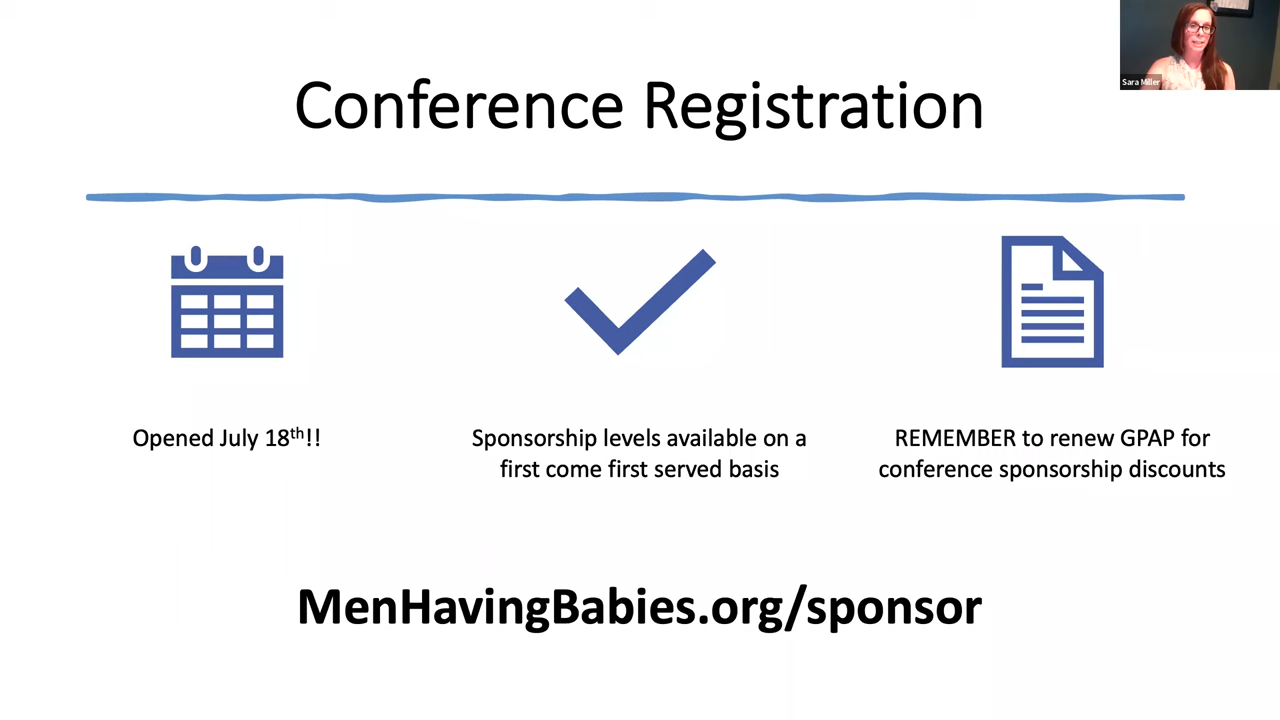 Sara Miller
Conference Registration
Opened July 18th!!
Sponsorship levels available on a
first come first served basis
REMEMBER to renew GPAP for
conference sponsorship discounts
MenHavingBabies.org/sponsor